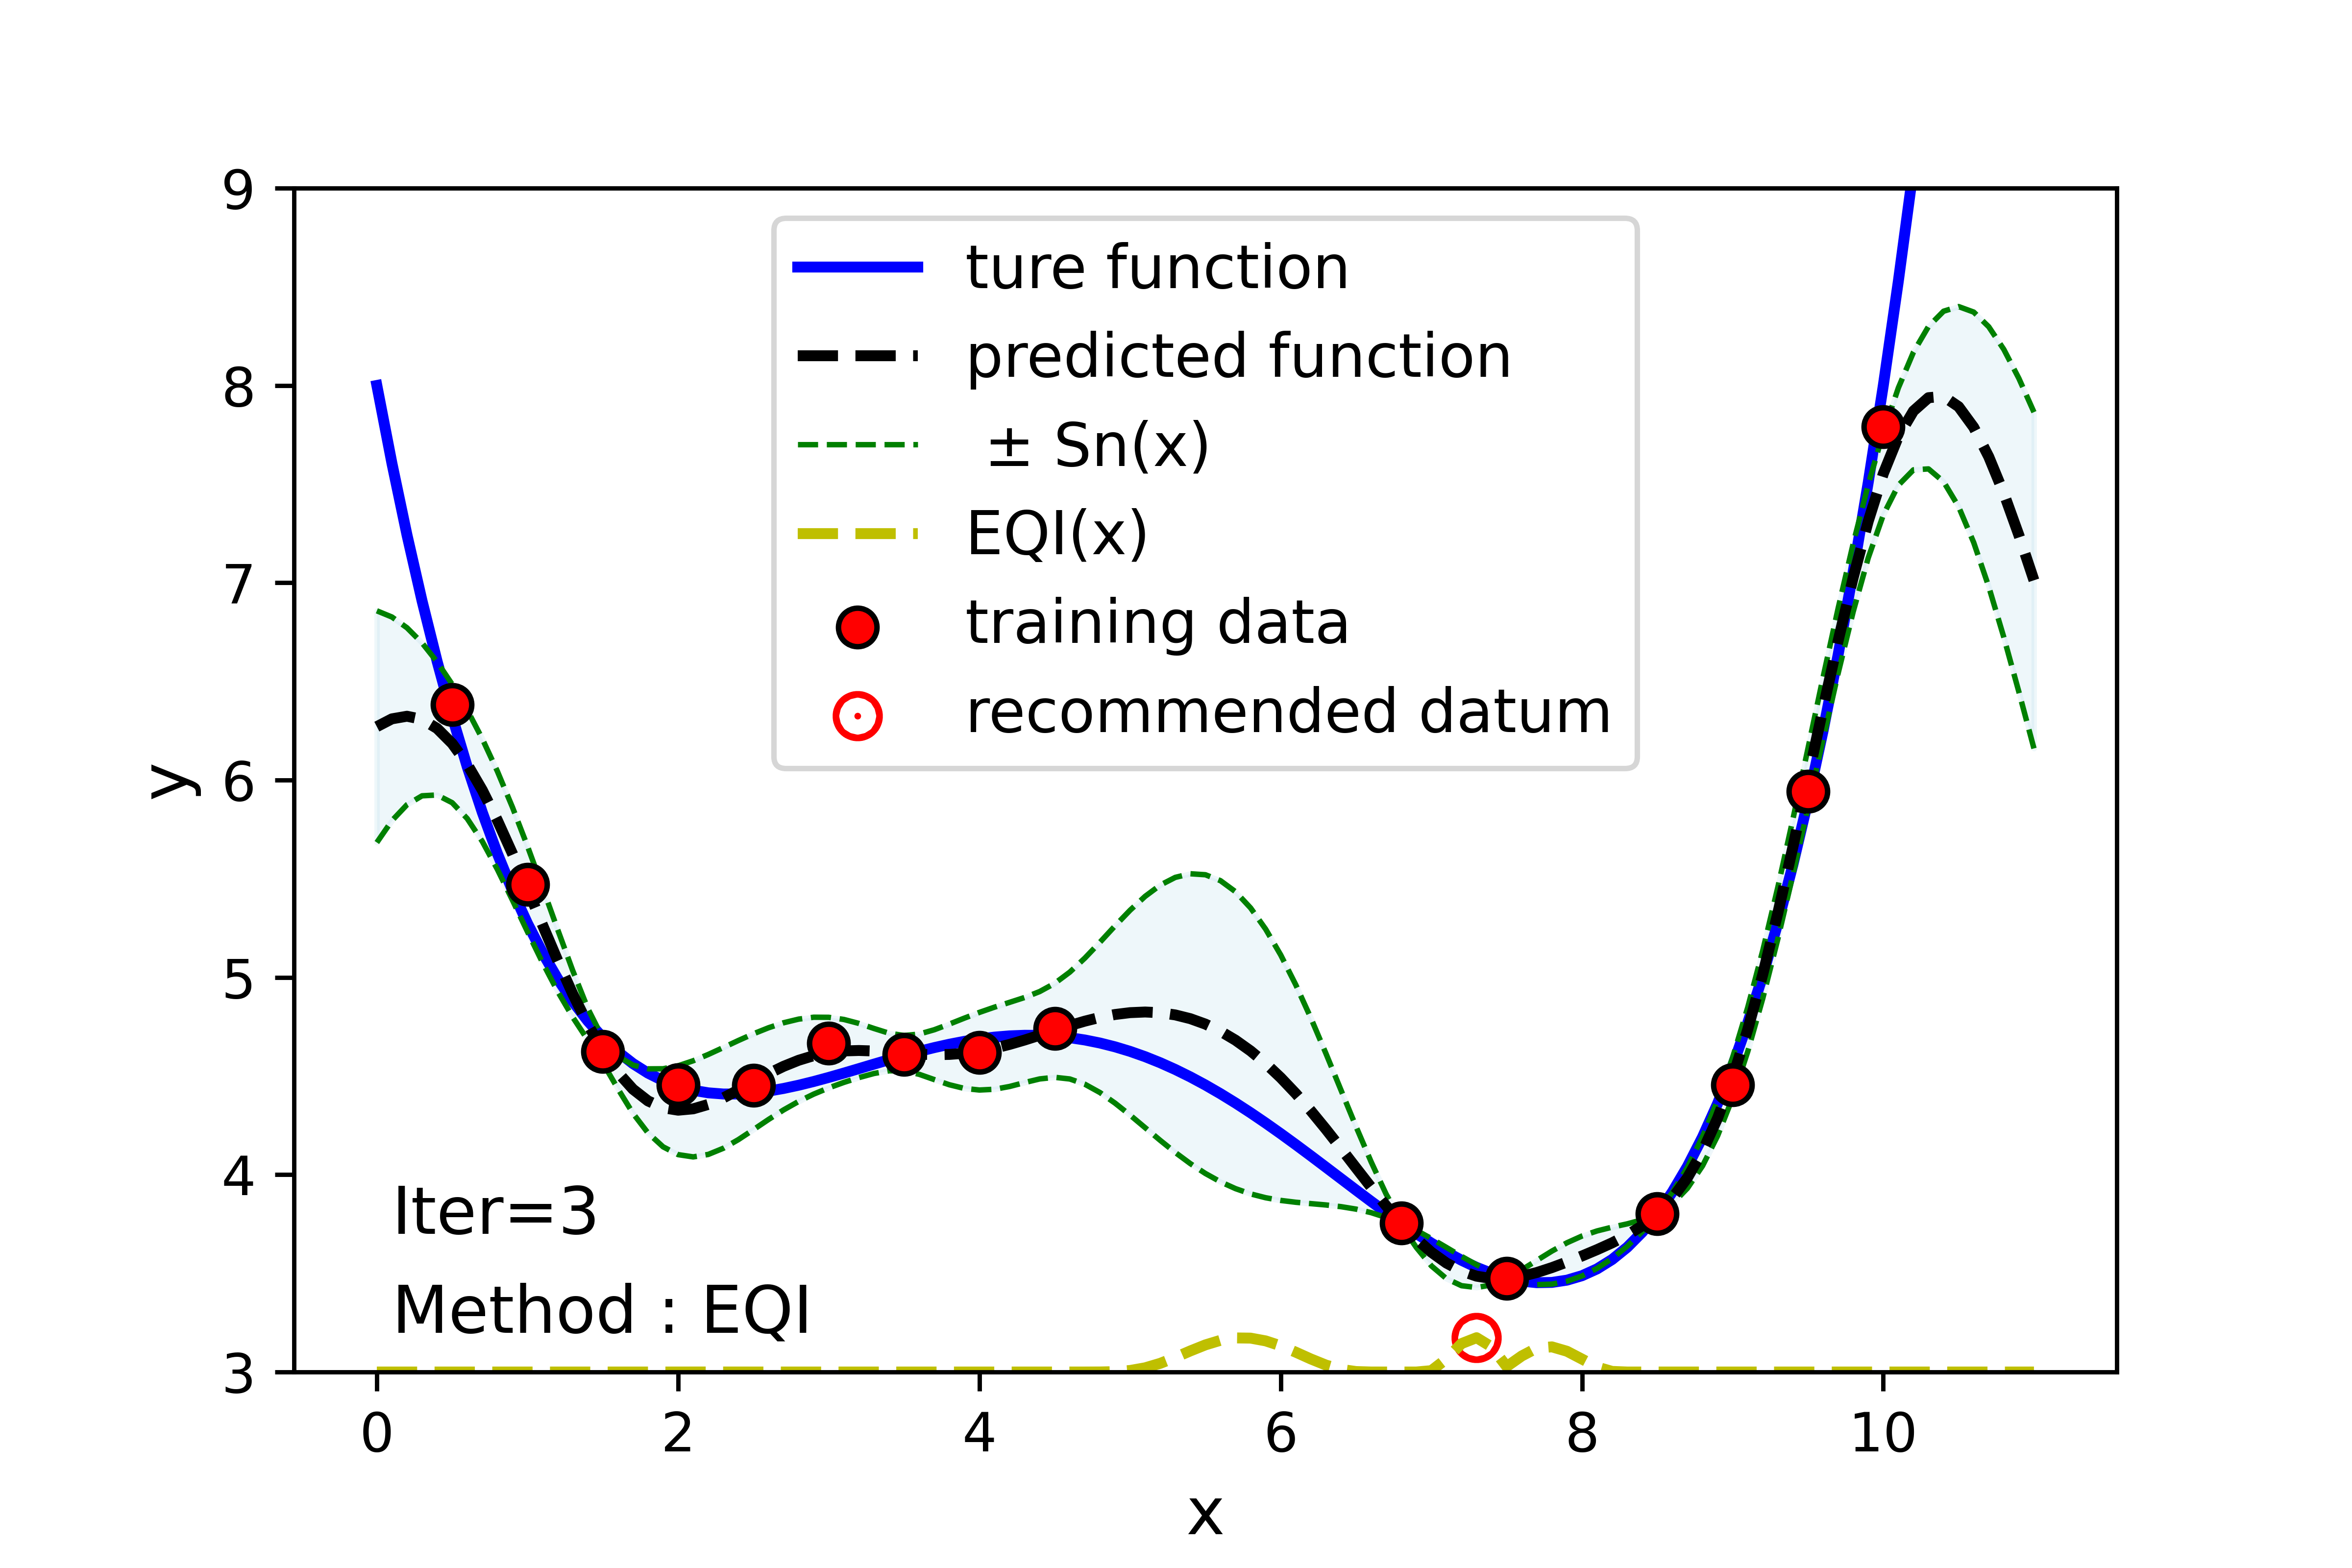 9
8
7
6
5
4
3
y
ture function
predicted function
± Sn(x)
EQI(x)
training data
recommended datum
Iter=3
Method : EQI
0 2 4 6 8 10
x